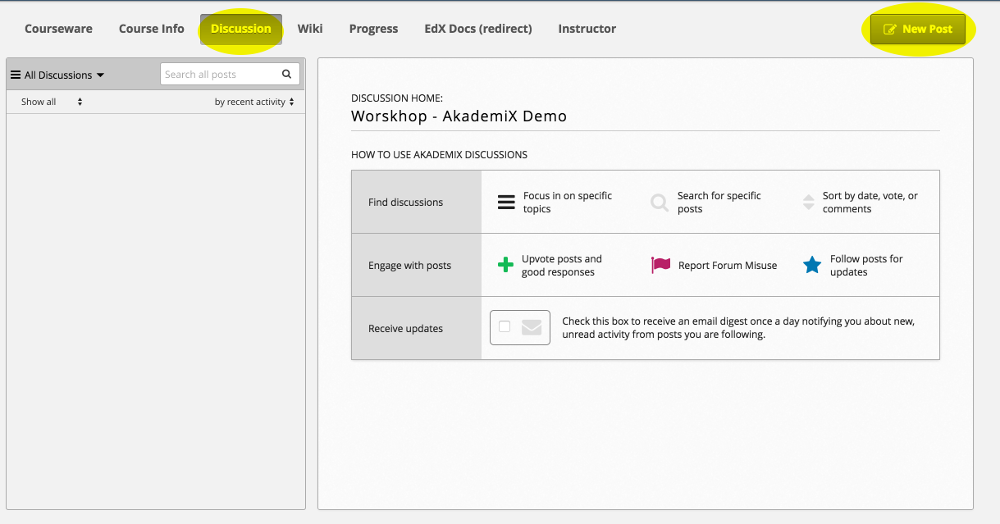 Courseware Course Info Discussion Wiki Progress EdX Docs (redirect) Instructor New Post
All Discussions Search all posts
Show all by recent activity
DISCUSSION HOME:
Worskhop - AkademiX Demo
HOW TO USE AKADEMIX DISCUSSIONS
Find discussions
Focus in on specific
topics
Search for specific
posts
Sort by date, vote, or
comments
Engage with posts
Upvote posts and
good responses
Report Forum Misuse
Follow posts for
updates
Receive updates
Check this box to receive an email digest once a day notifying you about new,
unread activity from posts you are following.